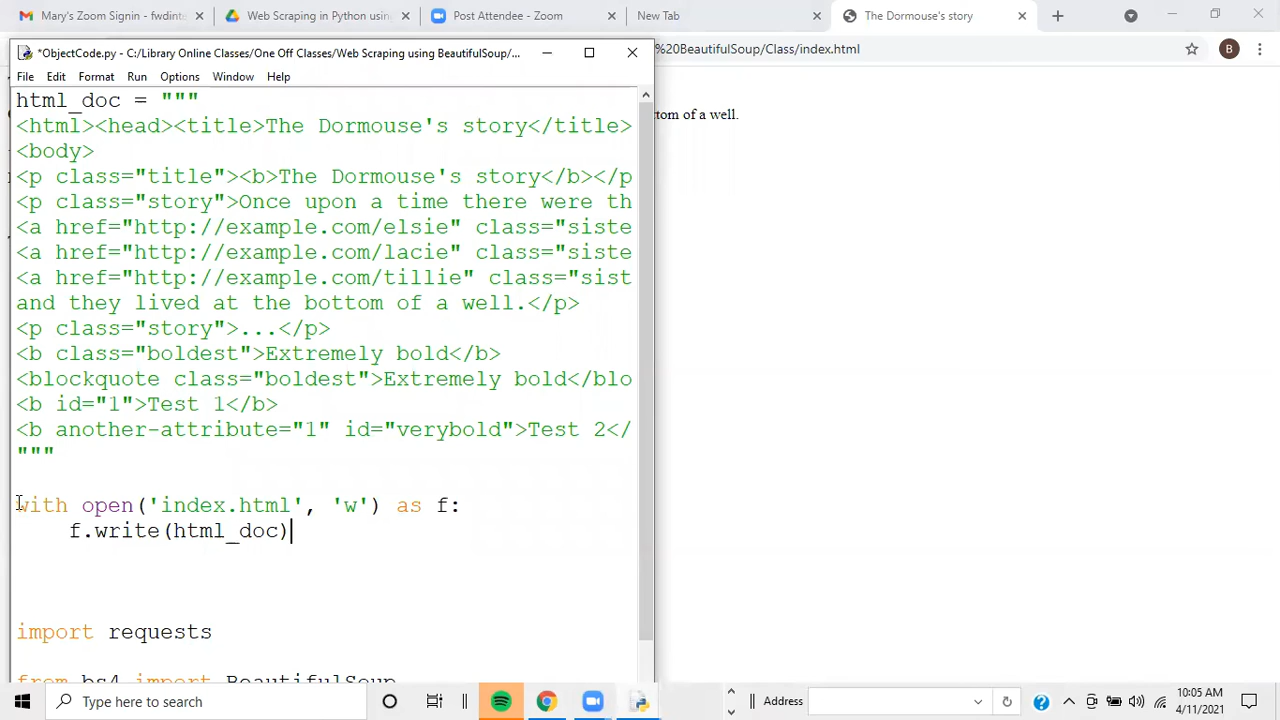 Mary's Zoom Signin - fwdinte
Web Scraping in Python using
Post Attendee - Zoom
New Tab
The Dormouse's story
*ObjectCode.py - C:/Library Online Classes/One Off Classes/Web Scraping using BeautifulSoup/...
%20BeautifulSoup/Class/index.html
B
File Edit Format Run Options Window Help
html_doc = """
ttom of a well.
<html><head><title>The Dormouse's story</title>
<body>
<p class="title"><b>The Dormouse's story</b></p
<p class="story">Once upon a time there were th
<a href="http://example.com/elsie" class="siste
<a href="http://example.com/lacie" class="siste
<a href="http://example.com/tillie" class="sist
and they lived at the bottom of a well.</p>
<p class="story">...</p>
<b class="boldest">Extremely bold</b>
<blockquote class="boldest">Extremely bold</blo
<b id="1">Test 1</b>
<b another-attribute="1" id="verybold">Test 2</
"""
with open('index.html', 'w') as f:
f.write(html_doc)
import requests
from bs4 import BeautifulSoup
Type here to search
Address
10:05 AM
4/11/2021